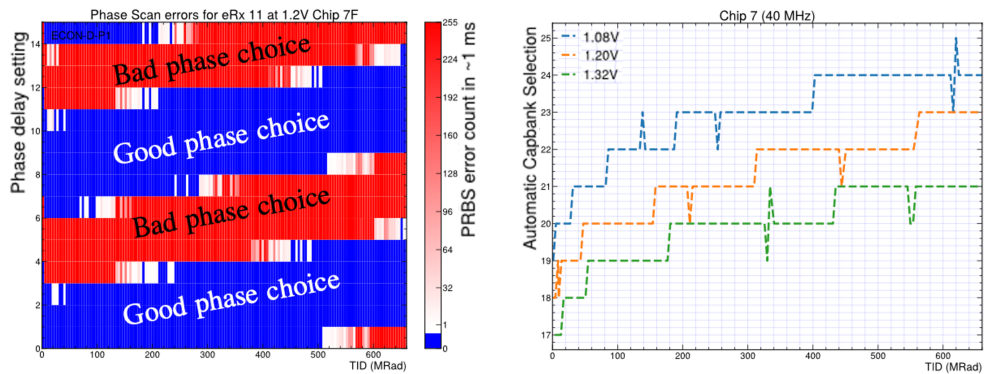 Phase Scan errors for eRx 11 at 1.2V Chip 7F
ECON-D-P1
Bad phase choice
Good phase choice
Bad phase choice
Good phase choice
Phase delay setting
14
12
10
8
6
4
2
0
0 100 200 300 400 500 600
TID (MRad)
255
224
192
160
128
96
64
32
1
0
PRBS error count in ~1 ms
Chip 7 (40 MHz)
1.08V
1.20V
1.32V
Automatic Capbank Selection
25
24
23
22
21
20
19
18
17
0 100 200 300 400 500 600
TID (MRad)